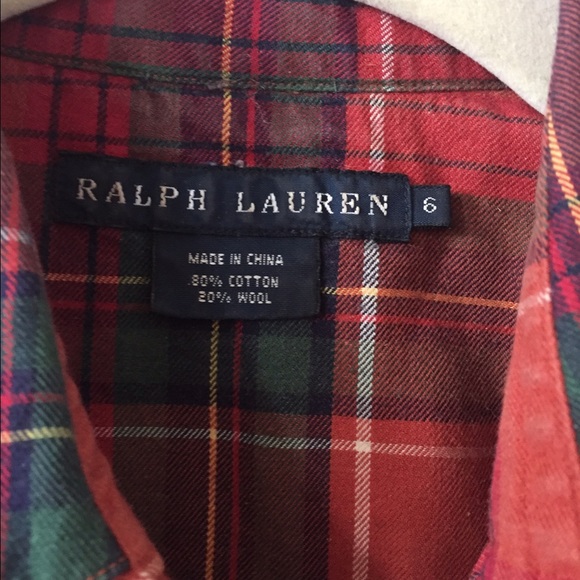 RALPH LAUREN 6
MADE IN CHINA
80% COTTON
20% WOOL